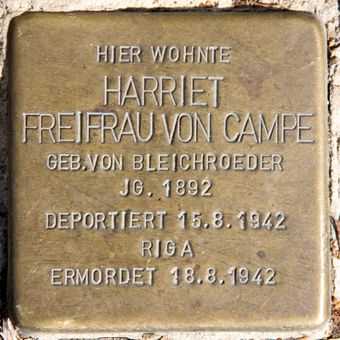 HIER WOHNTE
HARRIET
FREIFRAU VON CAMPE
GEB.VON BLEICHROEDER
JG. 1892
DEPORTIERT 15.8.1942
RIGA
ERMORDET 18.8.1942